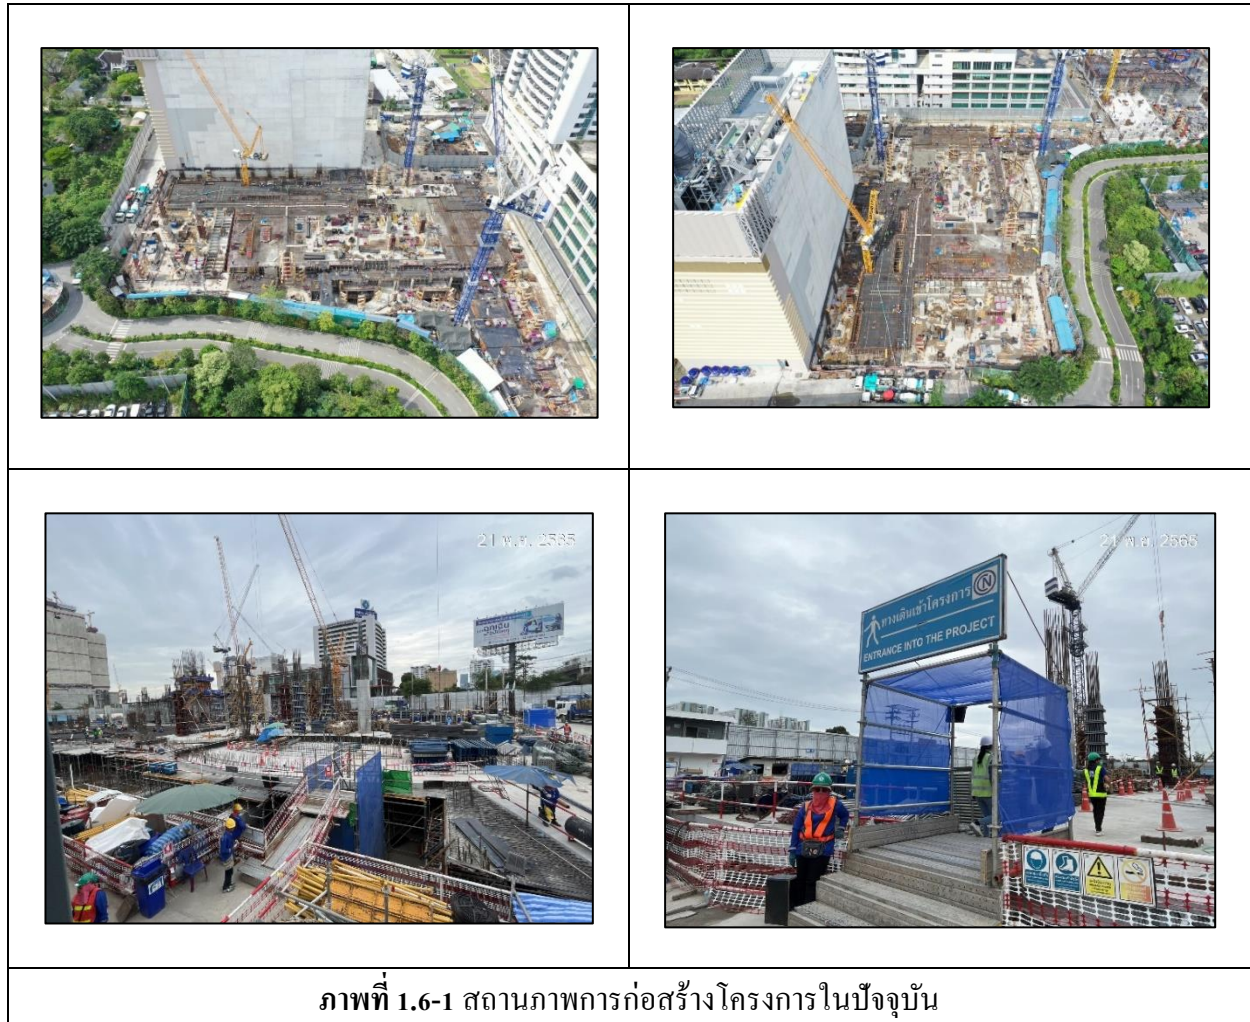 21 พ.ย. 2565
21 พ.ย. 2565
ทางเดินเข้าโครงการ
ENTRANCE INTO THE PROJECT
ภาพที่ 1.6-1 สถานภาพการก่อสร้างโครงการในปัจจุบัน